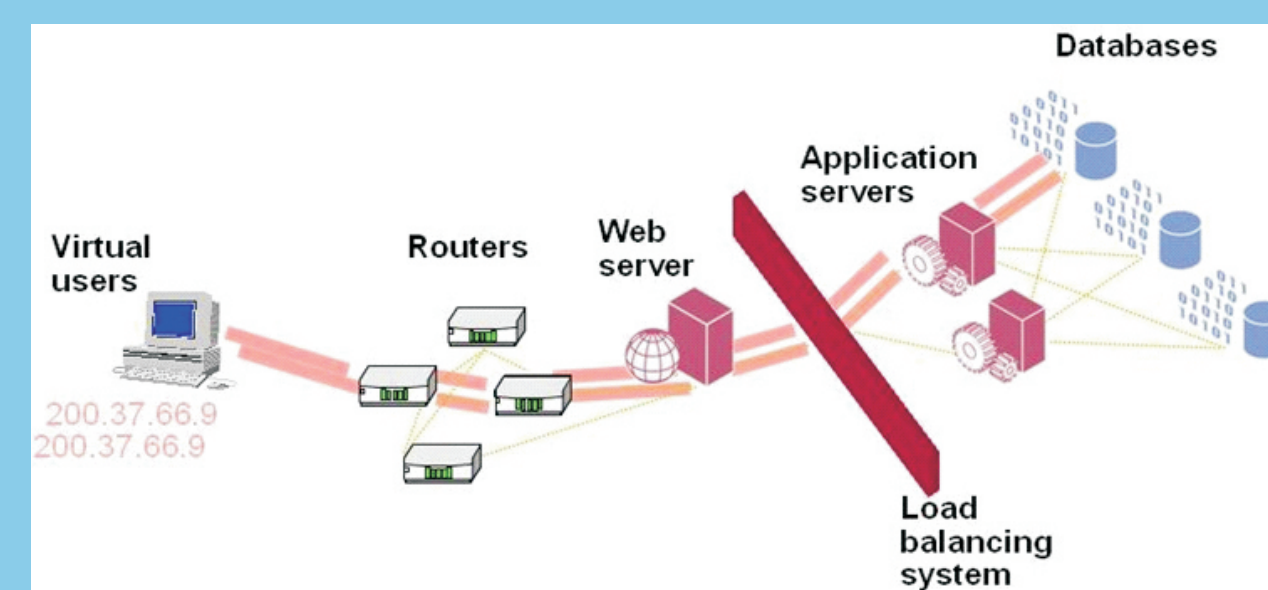 Databases
Application
servers
Web
server
Routers
Virtual
users
200.37.66.9
200.37.66.9
Load
balancing
system